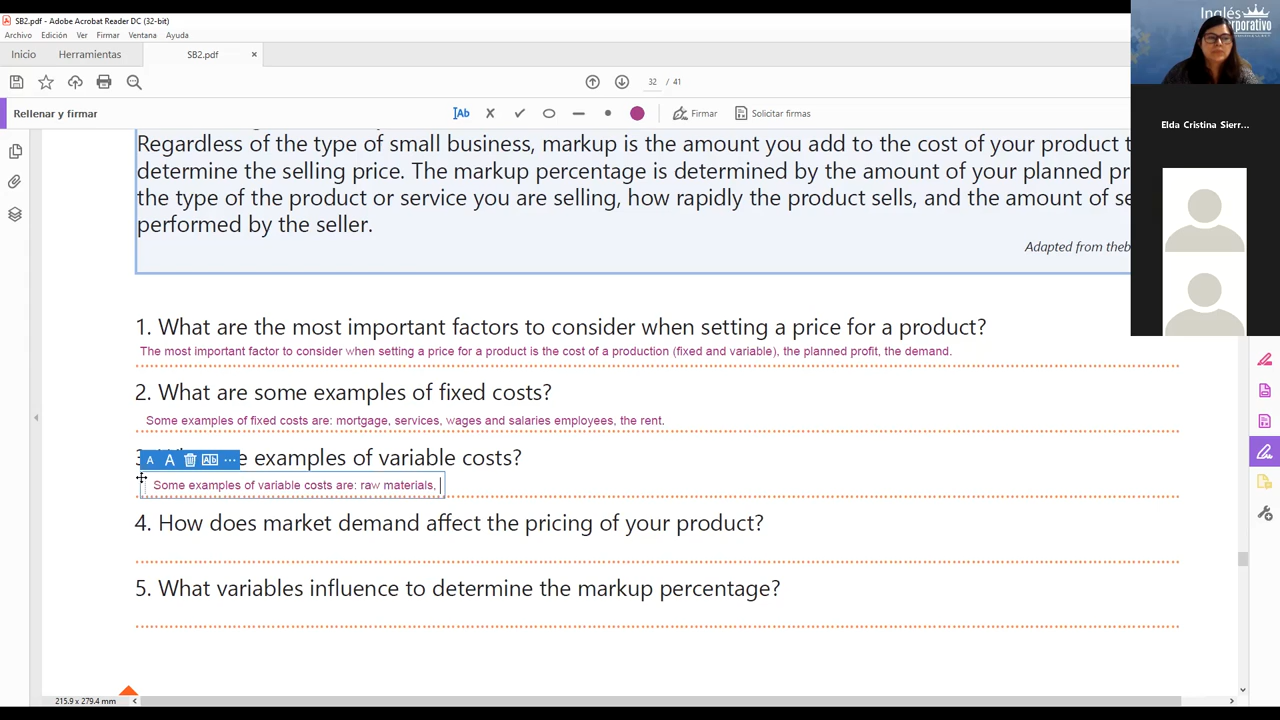 SB2.pdf - Adobe Acrobat Reader DC (32-bit)
Archivo Edición Ver Firmar Ventana Ayuda
Inicio Herramientas SB2.pdf ×
32 / 41
Rellenar y firmar
Ab Firmar Solicitar firmas
Inglés
Corporativo
Elda Cristina Sierr...
Regardless of the type of small business, markup is the amount you add to the cost of your product
determine the selling price. The markup percentage is determined by the amount of your planned
the type of the product or service you are selling, how rapidly the product sells, and the amount of
performed by the seller.
Adapted from
1. What are the most important factors to consider when setting a price for a product?
The most important factor to consider when setting a price for a product is the cost of a production (fixed and variable), the planned profit, the demand.
2. What are some examples of fixed costs?
Some examples of fixed costs are: mortgage, services, wages and salaries employees, the rent.
A A Ab ...
examples of variable costs?
Some examples of variable costs are: raw materials,
4. How does market demand affect the pricing of your product?
5. What variables influence to determine the markup percentage?
215.9 x 279.4 mm